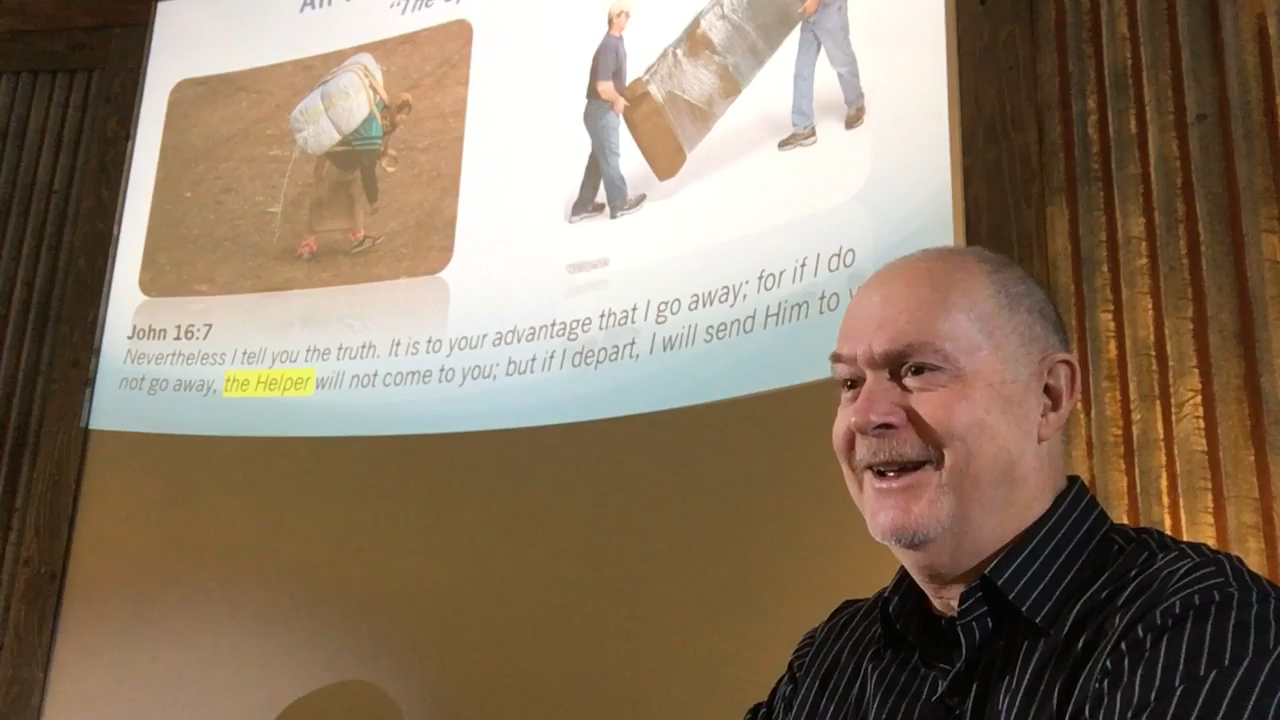 John 16:7
Nevertheless I tell you the truth. It is to your advantage that I go away; for if I do
not go away, the Helper will not come to you; but if I depart, I will send Him to